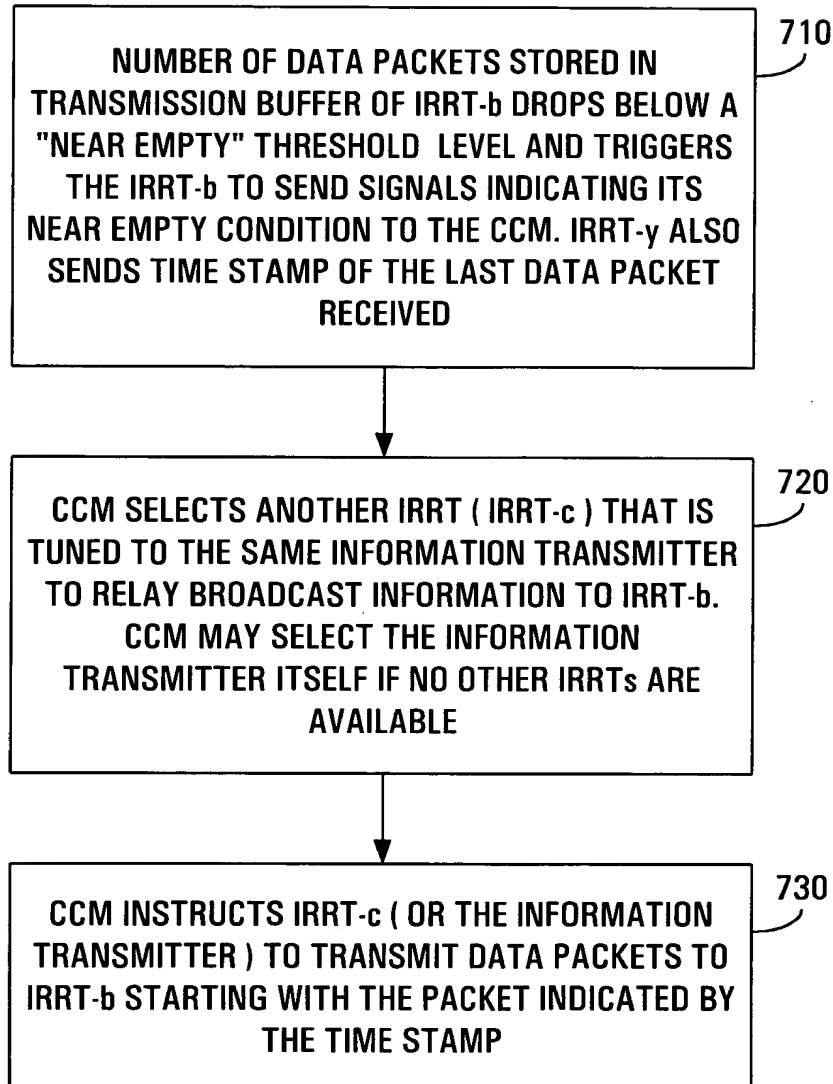 710
NUMBER OF DATA PACKETS STORED IN
TRANSMISSION BUFFER OF IRRT-b DROPS BELOW A
"NEAR EMPTY" THRESHOLD LEVEL AND TRIGGERS
THE IRRT-b TO SEND SIGNALS INDICATING ITS
NEAR EMPTY CONDITION TO THE CCM. IRRT-y ALSO
SENDS TIME STAMP OF THE LAST DATA PACKET
RECEIVED
720
CCM SELECTS ANOTHER IRRT ( IRRT-c ) THAT IS
TUNED TO THE SAME INFORMATION TRANSMITTER
TO RELAY BROADCAST INFORMATION TO IRRT-b.
CCM MAY SELECT THE INFORMATION
TRANSMITTER ITSELF IF NO OTHER IRRTs ARE
AVAILABLE
730
CCM INSTRUCTS IRRT-c ( OR THE INFORMATION
TRANSMITTER ) TO TRANSMIT DATA PACKETS TO
IRRT-b STARTING WITH THE PACKET INDICATED BY
THE TIME STAMP